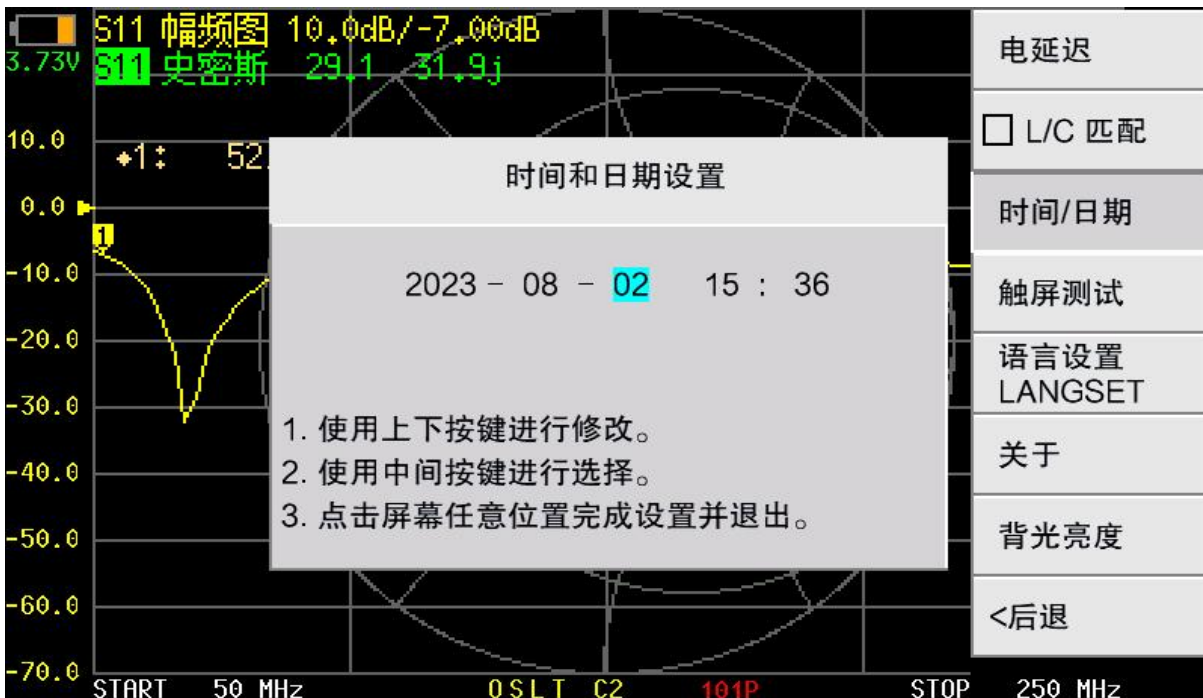 S11 幅频图 10.0dB/-7.00dB
3.73V
S11 史密斯 29.1 31.9j
10.0
◆1: 52.
0.0
1
-10.0
-20.0
-30.0
-40.0
-50.0
-60.0
-70.0
时间和日期设置
2023 - 08 - 02 15 : 36
1. 使用上下按键进行修改。
2. 使用中间按键进行选择。
3. 点击屏幕任意位置完成设置并退出。
电延迟
L/C 匹配
时间/日期
触屏测试
语言设置
LANGSET
关于
背光亮度
<后退
START 50 MHz OSLT C2 101P STOP 250 MHz